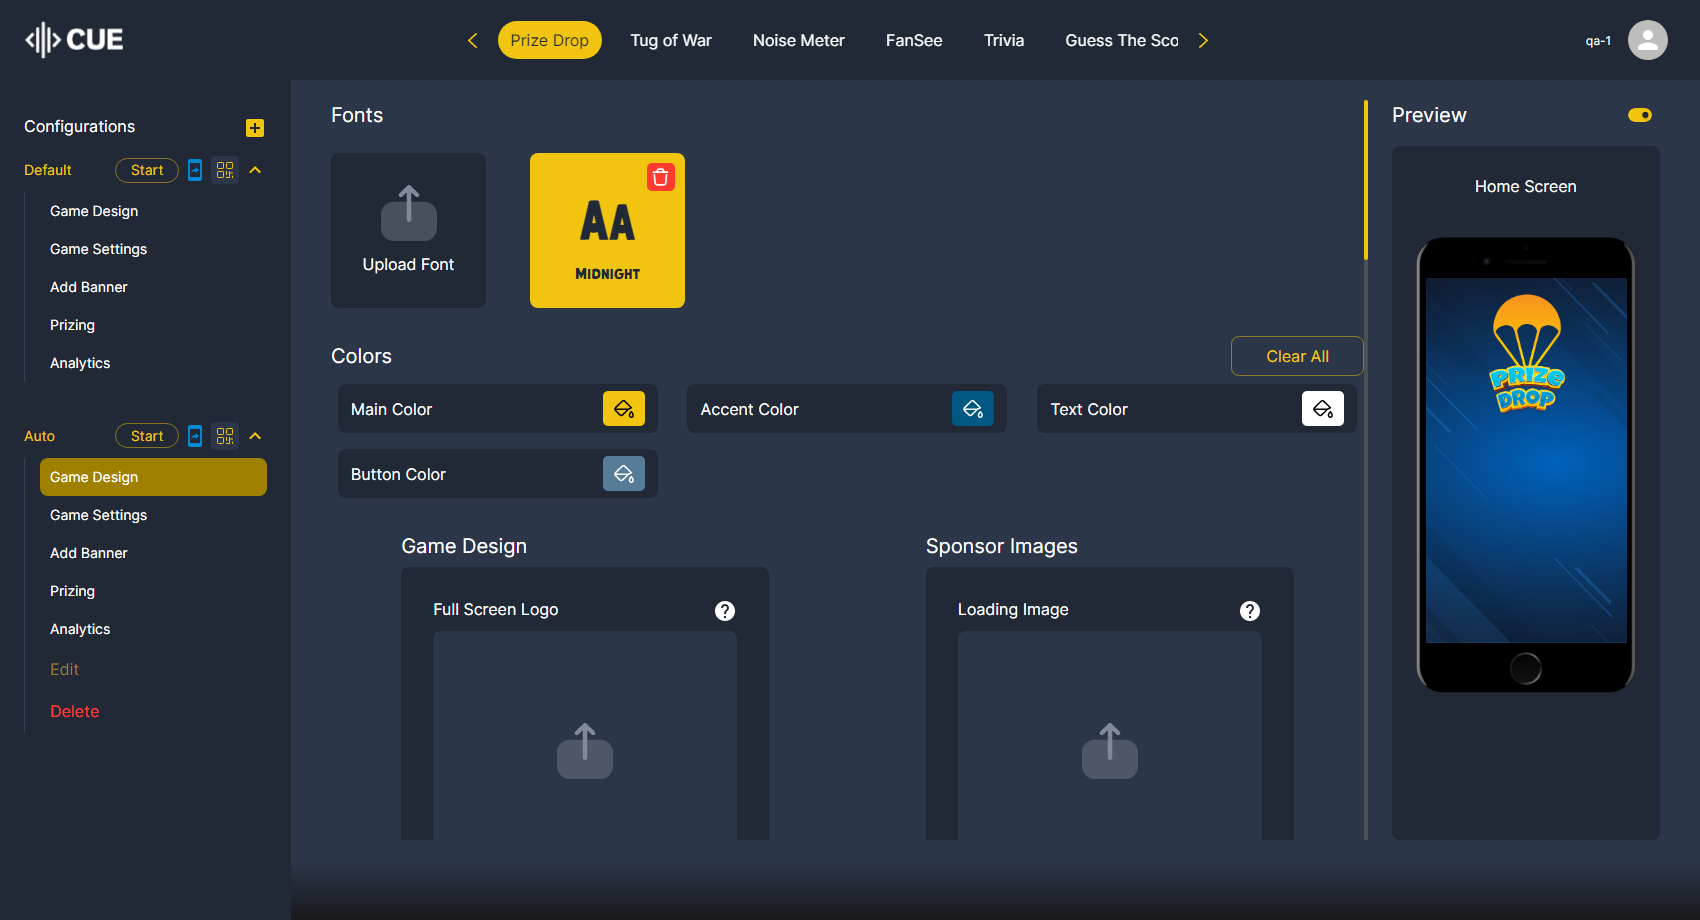 CUE
Prize Drop
Tug of War
Noise Meter
FanSee
Trivia
Guess The Sco
qa-1
Configurations
Default
Start
Game Design
Game Settings
Add Banner
Prizing
Analytics
Auto
Start
Game Design
Game Settings
Add Banner
Prizing
Analytics
Edit
Delete
Fonts
Upload Font
AA
MIDNIGHT
Colors
Clear All
Main Color
Accent Color
Text Color
Button Color
Game Design
Full Screen Logo
?
Sponsor Images
Loading Image
?
Preview
Home Screen
PRIZE
DROP